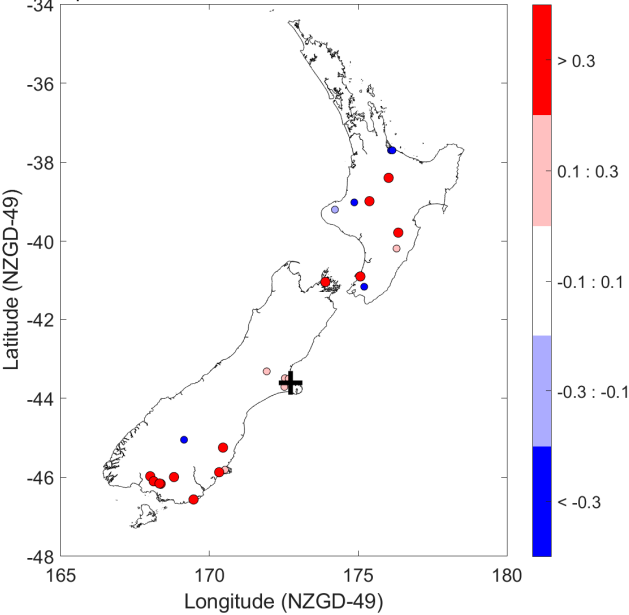 -34
-36
-38
-40
-42
-44
-46
-48
165
170
175
180
Longitude (NZGD-49)
Latitude (NZGD-49)
> 0.3
0.1 : 0.3
-0.1 : 0.1
-0.3 : -0.1
< -0.3